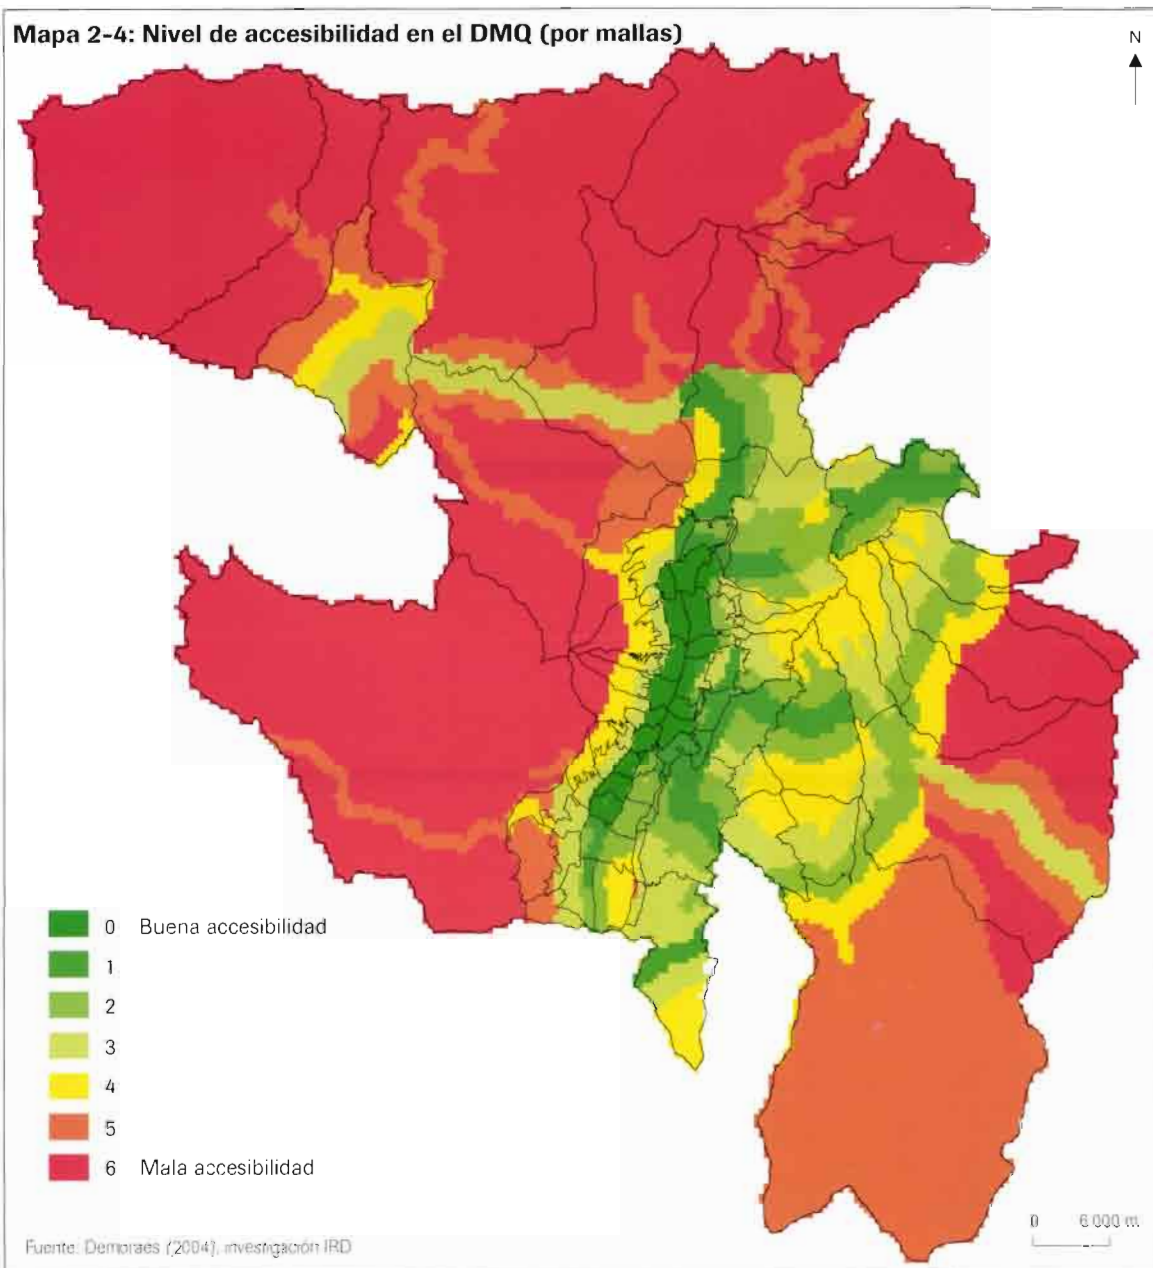 Mapa 2-4: Nivel de accesibilidad en el DMQ (por mallas)
N
0 Buena accesibilidad
1
2
3
4
5
6 Mala accesibilidad
0 6 000 m
Fuente: Demoraes (2004), investigación IRD